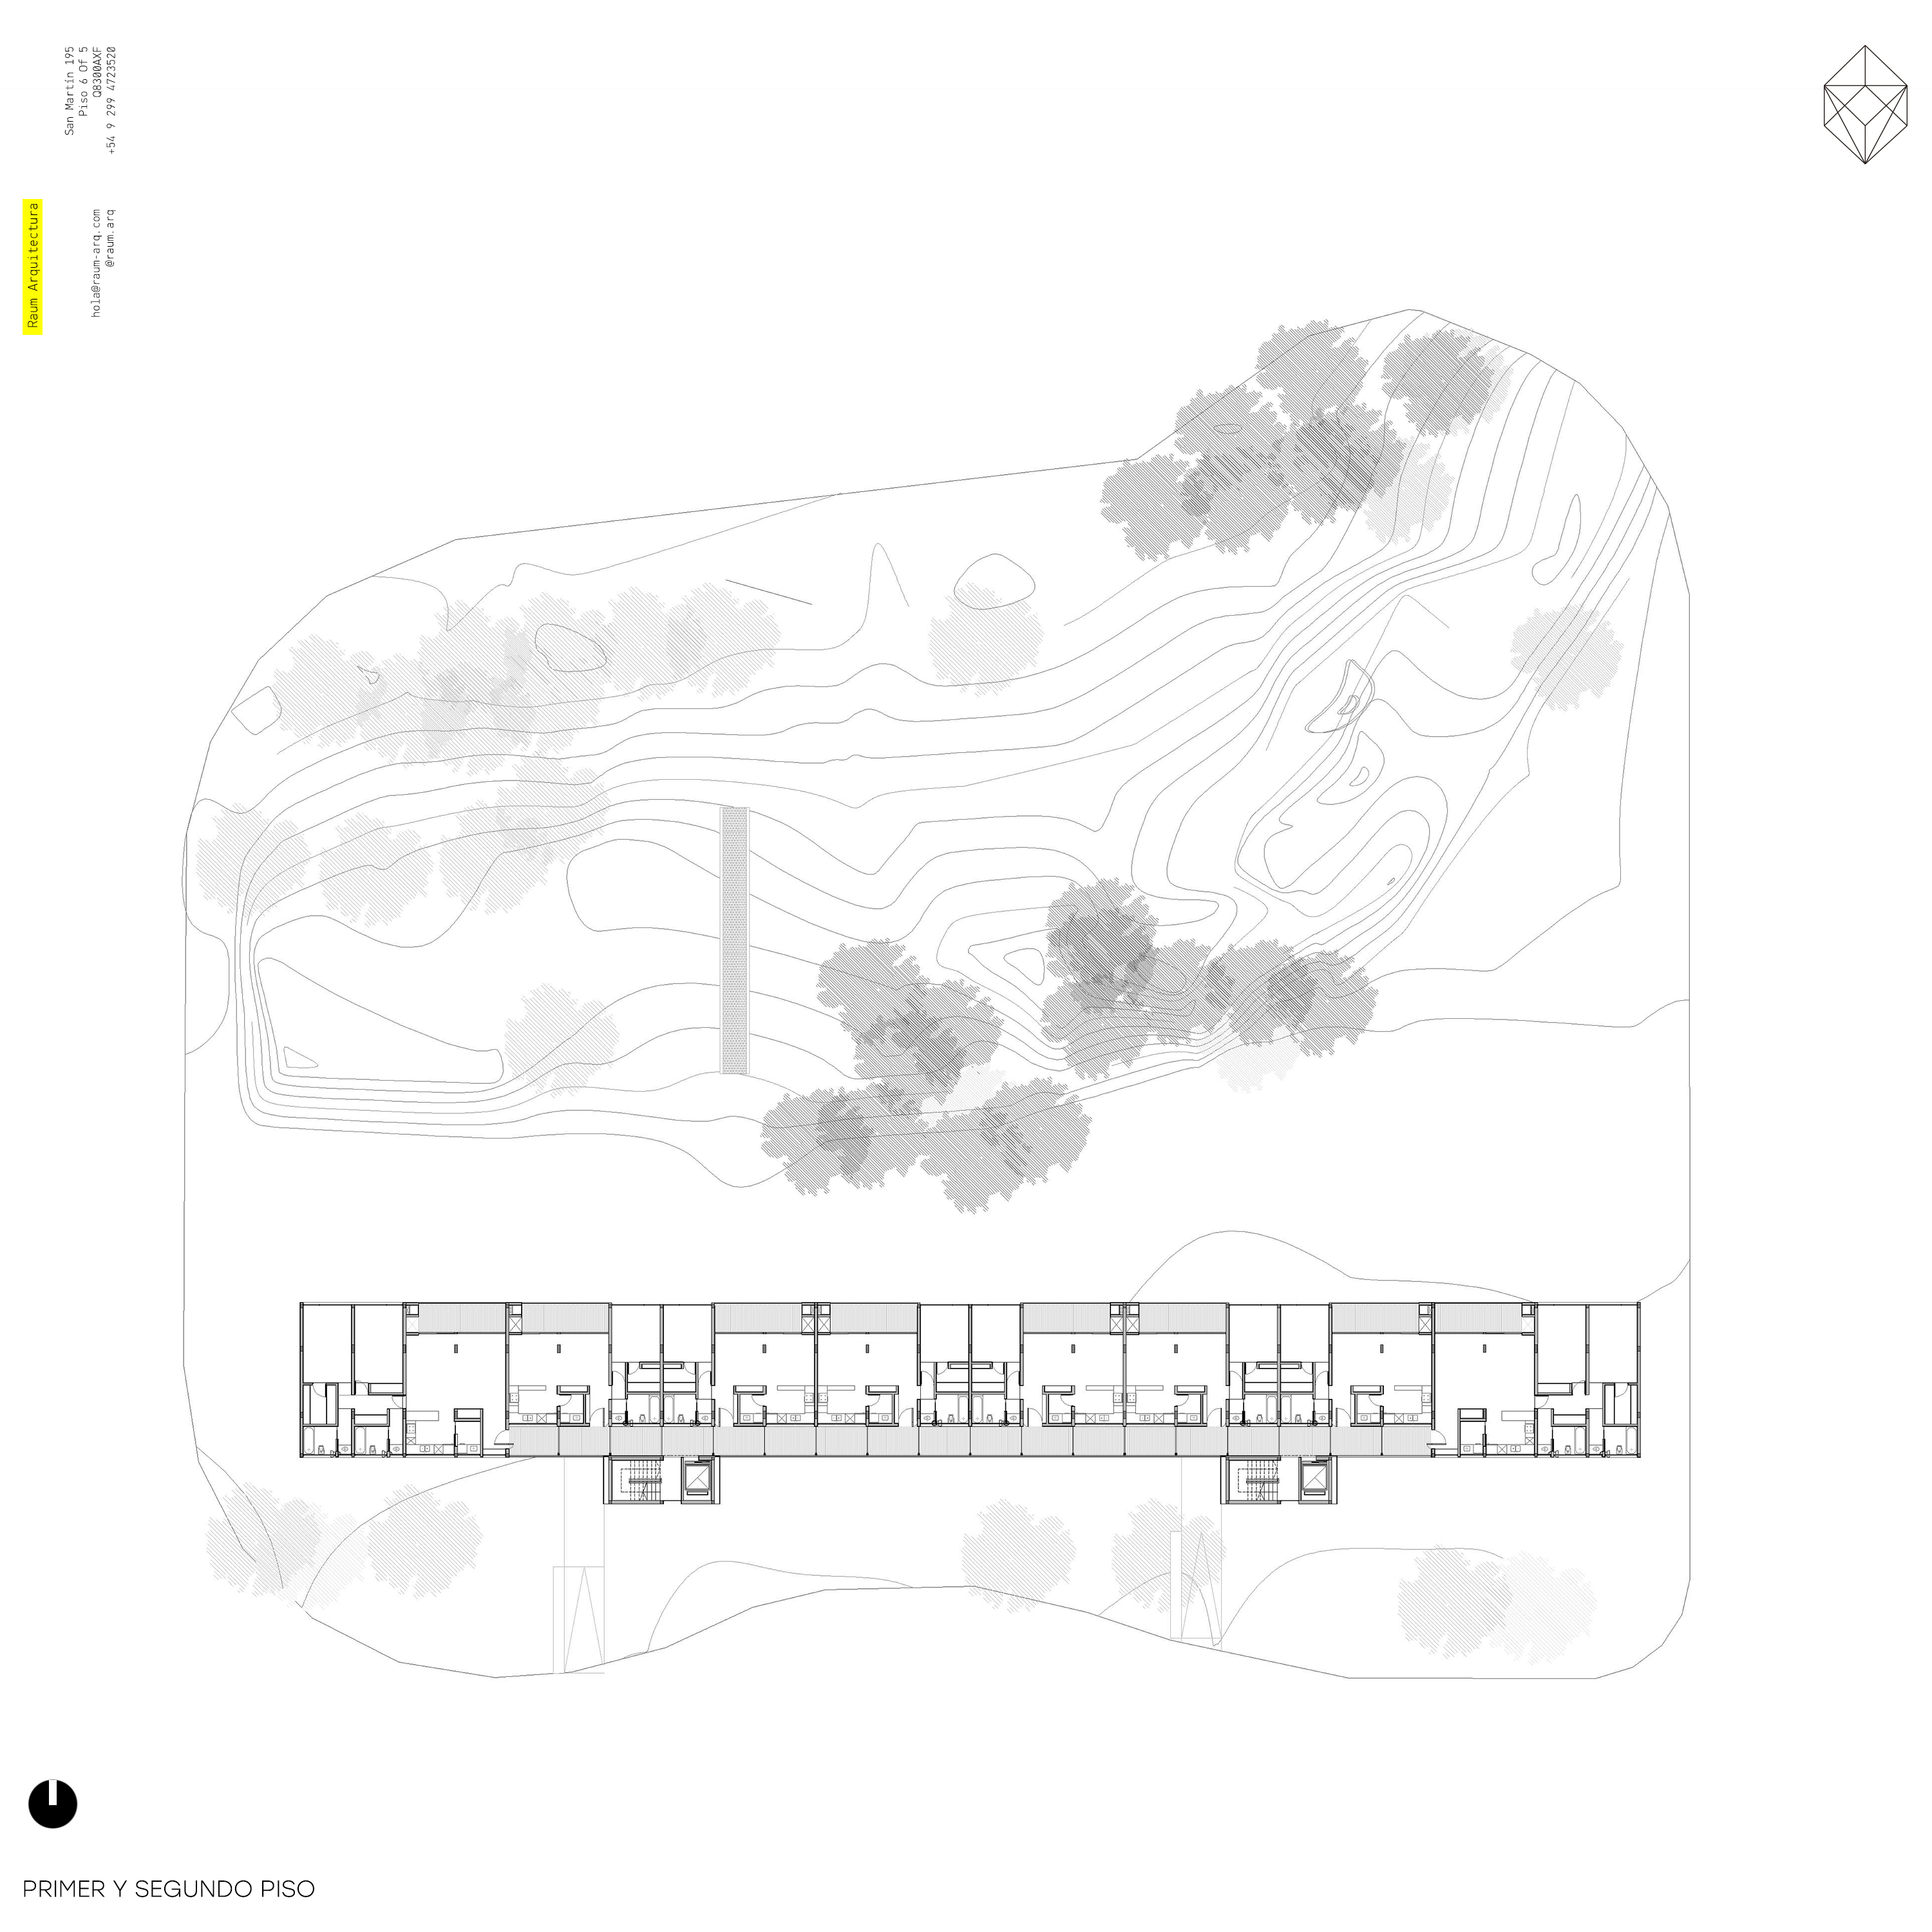 San Martín 195
Piso 6 Of 5
Q8300AXF
+54 9 299 4723520
Raum Arquitectura
hola@raum-arq.com
@raum.arq
PRIMER Y SEGUNDO PISO